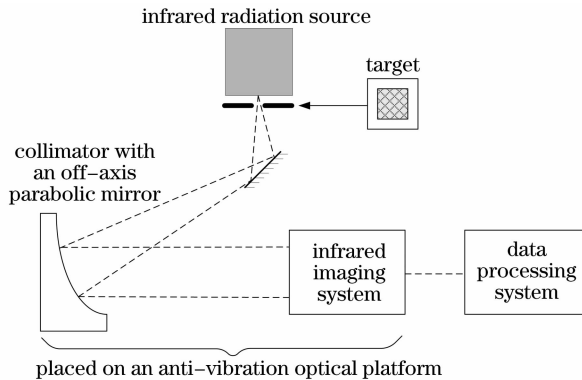 infrared radiation source
target
collimator with
an off−axis
parabolic mirror
infrared
imaging
system
data
processing
system
placed on an anti−vibration optical platform